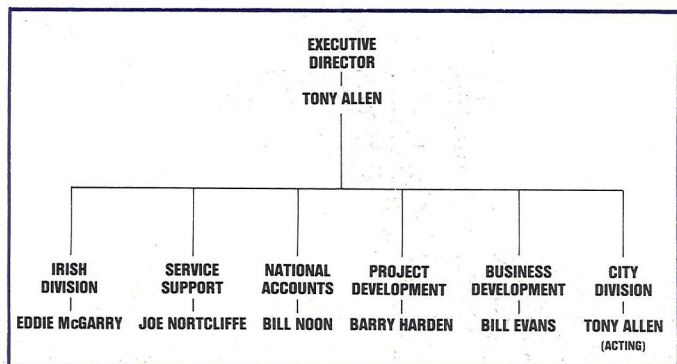 EXECUTIVE
DIRECTOR
TONY ALLEN
IRISH
DIVISION
EDDIE McGARRY
SERVICE
SUPPORT
JOE NORTCLIFFE
NATIONAL
ACCOUNTS
BILL NOON
PROJECT
DEVELOPMENT
BARRY HARDEN
BUSINESS
DEVELOPMENT
BILL EVANS
CITY
DIVISION
TONY ALLEN
(ACTING)